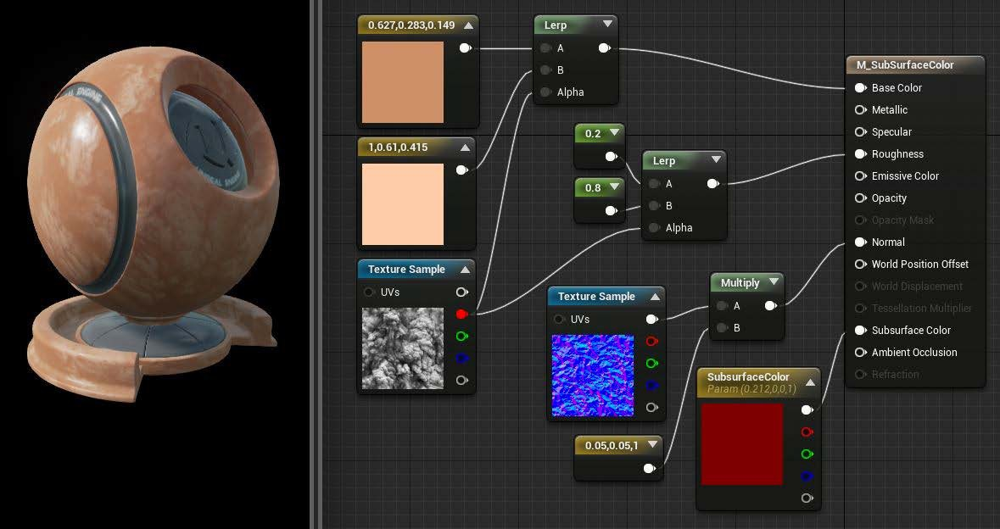 0.627,0.283,0.149
Lerp
A
B
Alpha
1,0.61,0.415
0.2
0.8
Lerp
A
B
Alpha
Texture Sample
UVs
Texture Sample
UVs
Multiply
A
B
0.05,0.05,1
SubsurfaceColor
Param (0.212,0,0,1)
M_SubSurfaceColor
Base Color
Metallic
Specular
Roughness
Emissive Color
Opacity
Opacity Mask
Normal
World Position Offset
World Displacement
Tessellation Multiplier
Subsurface Color
Ambient Occlusion
Refraction
ENGINE